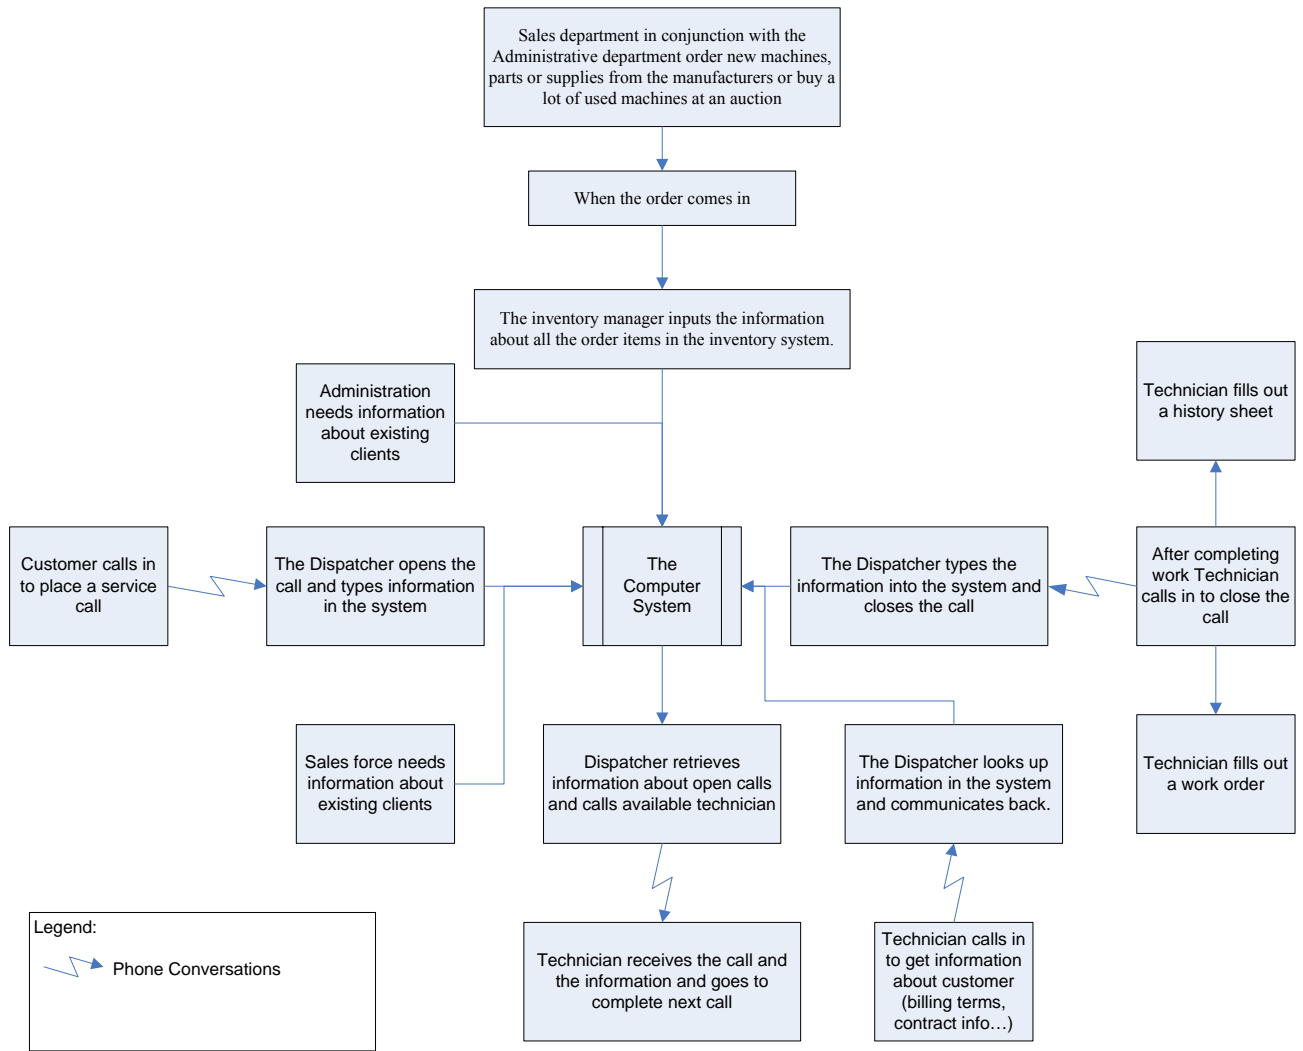 Sales department in conjunction with the
Administrative department order new machines,
parts or supplies from the manufacturers or buy a
lot of used machines at an auction
When the order comes in
The inventory manager inputs the information
about all the order items in the inventory system.
Administration
needs information
about existing
clients
Technician fills out
a history sheet
Customer calls in
to place a service
call
The Dispatcher opens the
call and types information
in the system
The
Computer
System
The Dispatcher types the
information into the system and
closes the call
After completing
work Technician
calls in to close the
call
Sales force needs
information about
existing clients
Dispatcher retrieves
information about open calls
and calls available technician
The Dispatcher looks up
information in the system
and communicates back.
Technician fills out
a work order
Legend:
Phone Conversations
Technician receives the call and
the information and goes to
complete next call
Technician calls in
to get information
about customer
(billing terms,
contract info…)